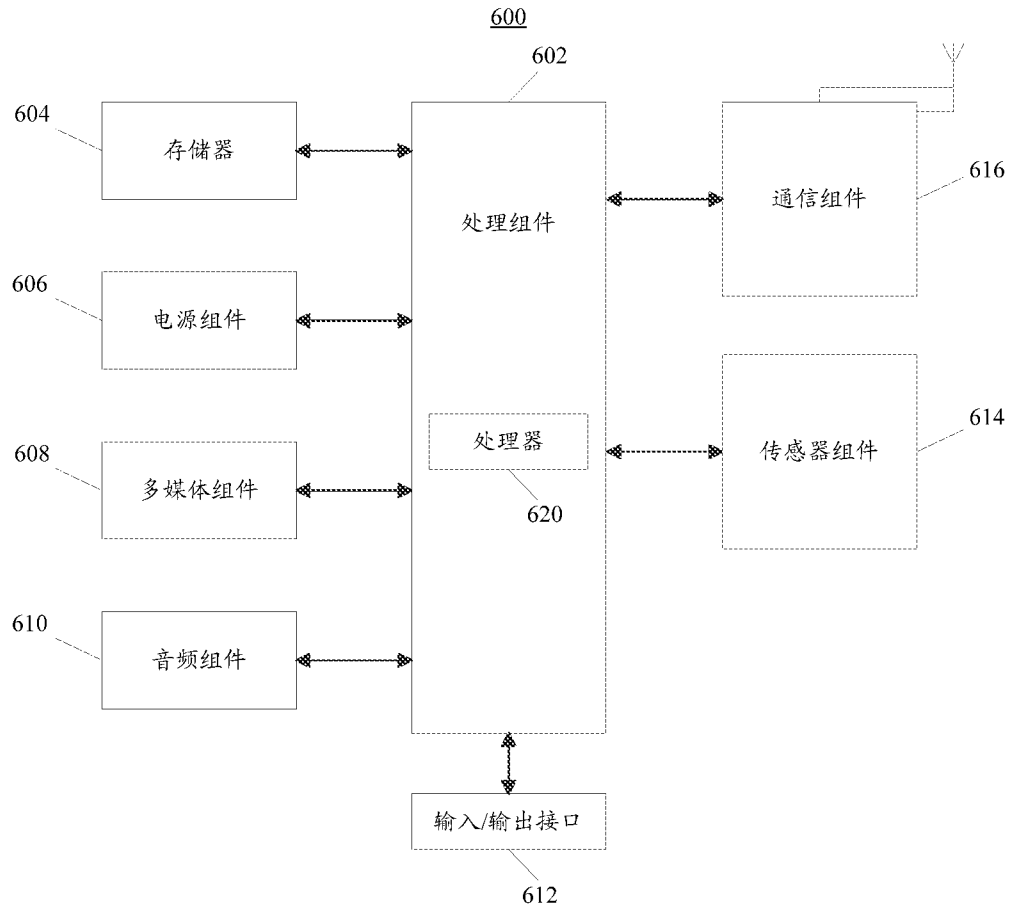 600
602
604
存储器
处理组件
通信组件
616
606
电源组件
608
多媒体组件
处理器
620
传感器组件
614
610
音频组件
输入/输出接口
612